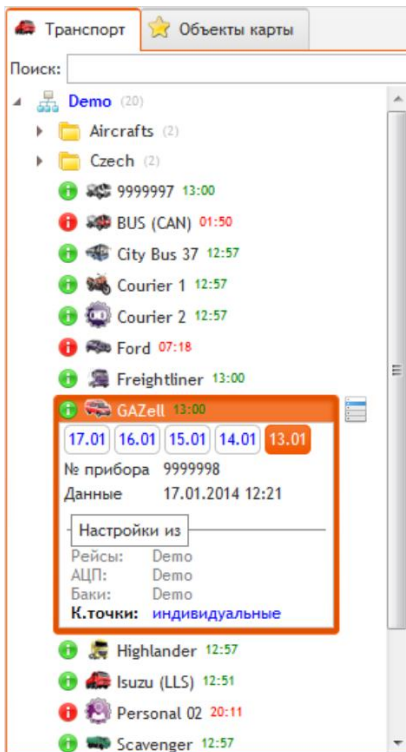 Транспорт Объекты карты
Поиск:
Demo (20)
Aircrafts (2)
Czech (2)
9999997 13:00
BUS (CAN) 01:50
City Bus 37 12:57
Courier 1 12:57
Courier 2 12:57
Ford 07:18
Freightliner 13:00
GAZell 13:00
17.01 16.01 15.01 14.01 13.01
№ прибора 9999998
Данные 17.01.2014 12:21
Настройки из
Рейсы: Demo
АЦП: Demo
Баки: Demo
К.точки: индивидуальные
Highlander 12:57
Isuzu (LLS) 12:51
Personal 02 20:11
Scavenger 12:57